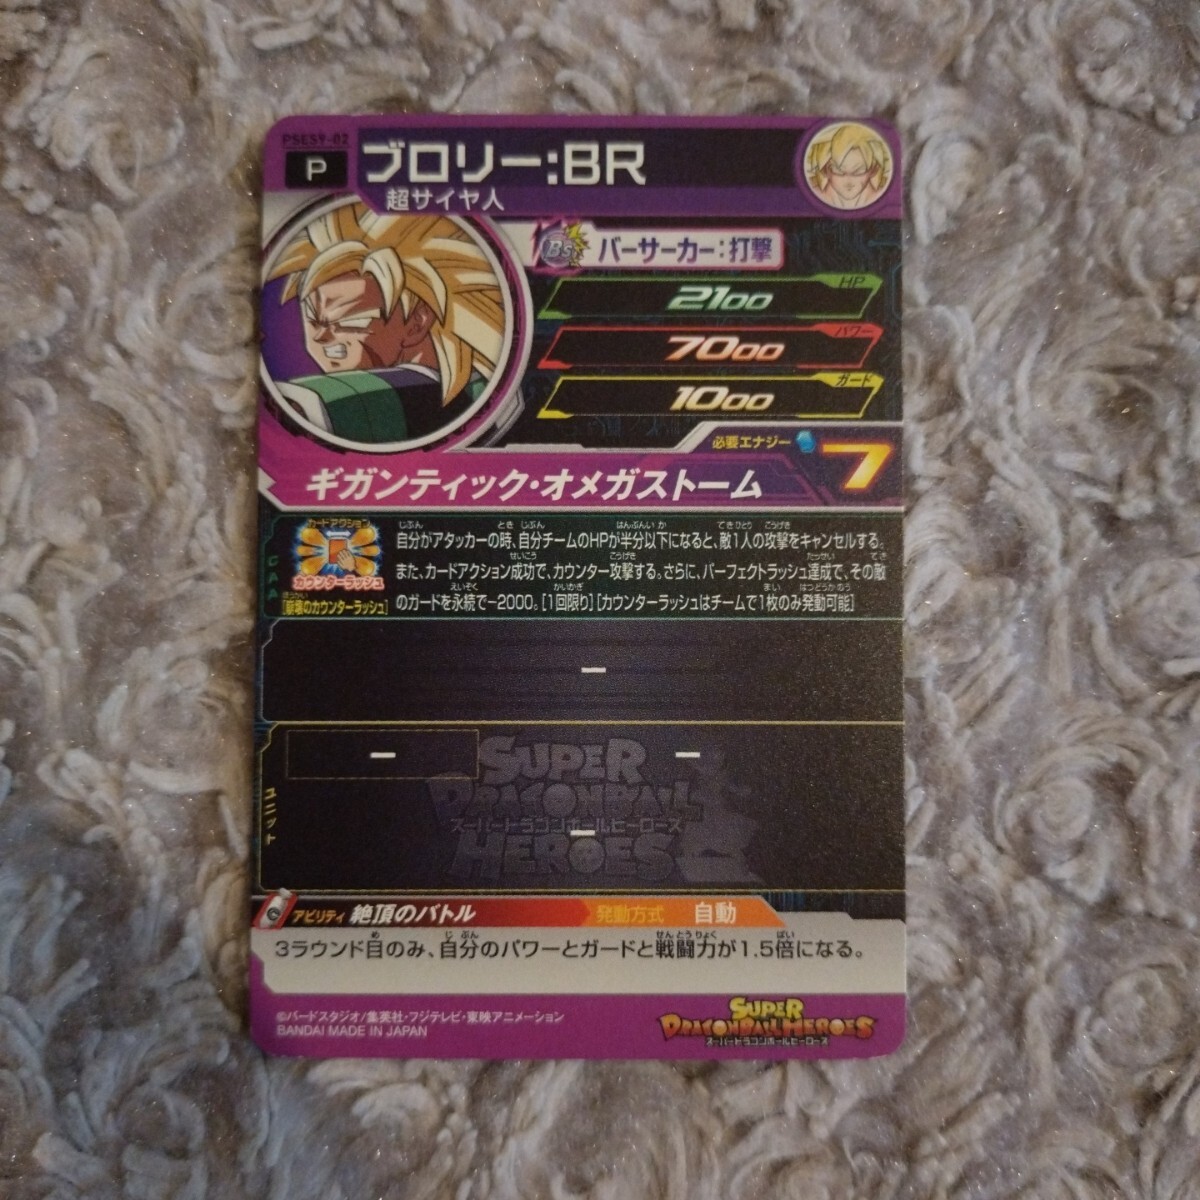 PSES9-02
P
ブロリー:BR
超サイヤ人
Bs
バーサーカー:打撃
HP
2100
パワー
7000
ガード
1000
必要エナジー
7
ギガンティック・オメガストーム
CAA
カードアクション
カウンターラッシュ
自分がアタッカーの時、自分チームのHPが半分以下になると、敵1人の攻撃をキャンセルする。
また、カードアクション成功で、カウンター攻撃する。さらに、パーフェクトラッシュ達成で、その敵
のガードを永続で-2000。[1回限り][カウンターラッシュはチームで1枚のみ発動可能]
ー
ユニット
ー
ー
ー
SUPER
DRAGONBALL
スーパードラゴンボールヒーローズ
HEROES
アビリティ 絶頂のバトル
発動方式 自動
3ラウンド目のみ、自分のパワーとガードと戦闘力が1.5倍になる。
©バードスタジオ/集英社・フジテレビ・東映アニメーション
BANDAI MADE IN JAPAN
SUPER
DRAGONBALL HEROES
スーパードラゴンボールヒーローズ